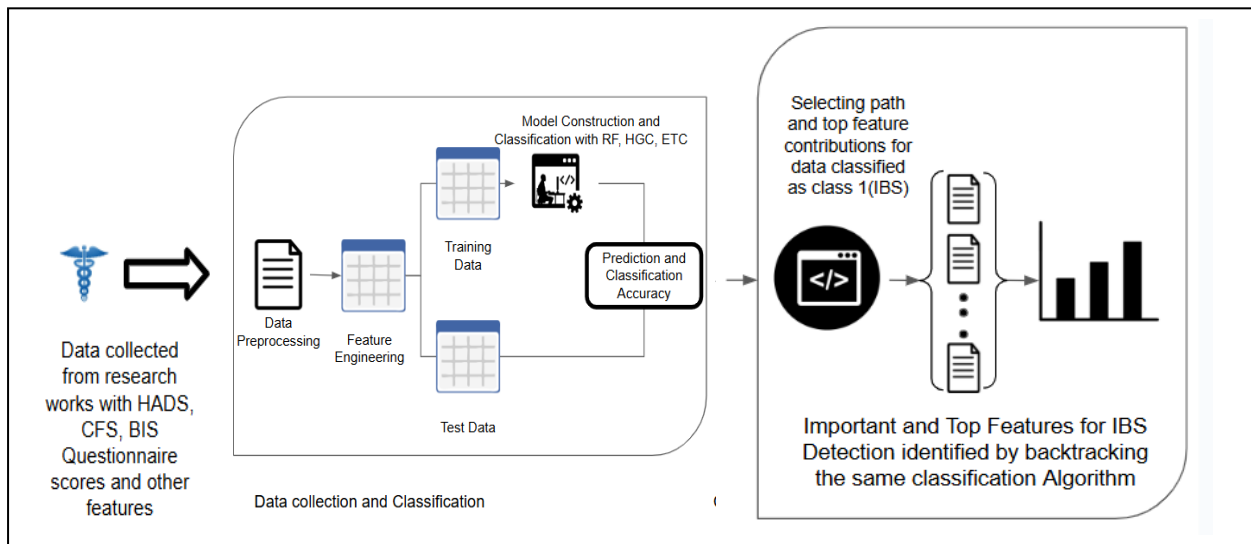 Data collected
from research
works with HADS,
CFS, BIS
Questionnaire
scores and other
features
Data
Preprocessing
Feature
Engineering
Model Construction and
Classification with RF, HGC, ETC
</>
Training
Data
Test Data
Prediction and
Classification
Accuracy
Data collection and Classification
Selecting path
and top feature
contributions for
data classified
as class 1(IBS)
</>
Important and Top Features for IBS
Detection identified by backtracking
the same classification Algorithm